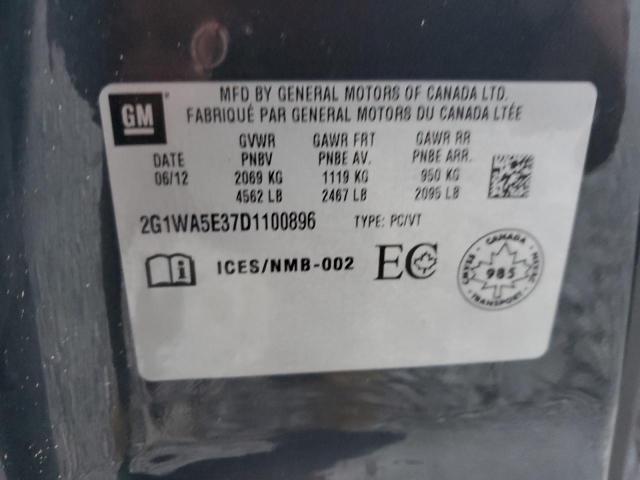 GM
MFD BY GENERAL MOTORS OF CANADA LTD.
FABRIQUÉ PAR GENERAL MOTORS DU CANADA LTÉE
GVWR GAWR FRT GAWR RR
DATE PNBV PNBE AV. PNBE ARR.
06/12 2069 KG 1119 KG 950 KG
4562 LB 2467 LB 2095 LB
2G1WA5E37D1100896 TYPE: PC/VT
ICES/NMB-002 EC
CANADA
985
TRANSPORT